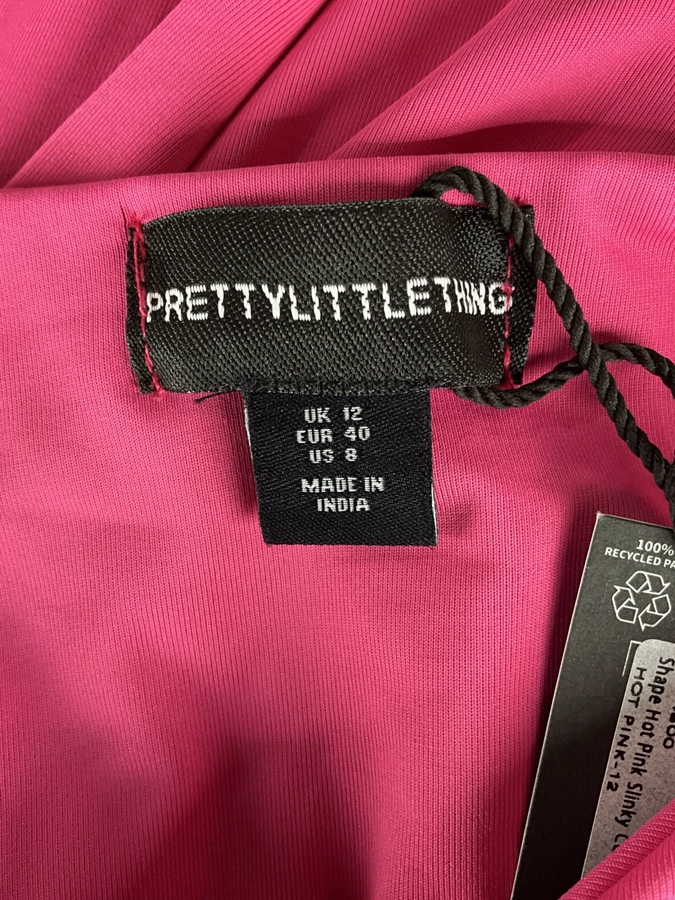 PRETTYLITTLETHING
UK 12
EUR 40
US 8
MADE IN
INDIA
100%
RECYCLED
Shape Hot Pink Slinky
HOT PINK-12